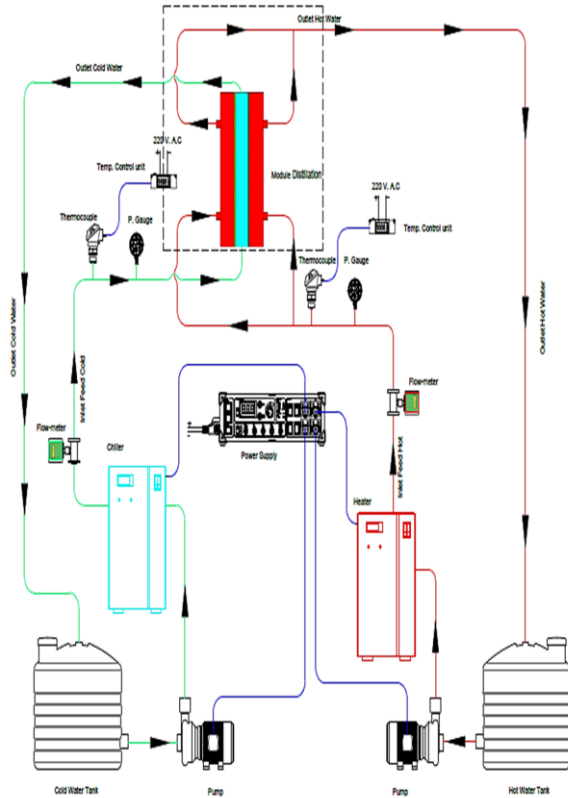 Outlet Hot Water
Outlet Cold Water
220 V. A.C
Temp. Control unit
Module Distillation
220 V. A.C
Thermocouple
P. Gauge
Temp. Control unit
Thermocouple
P. Gauge
Outlet Cold Water
Outlet Hot Water
Inlet Feed Cold
Flow-meter
Flow-meter
Chiller
Power Supply
Inlet Feed Hot
Heater
Cold Water Tank
Pump
Pump
Hot Water Tank